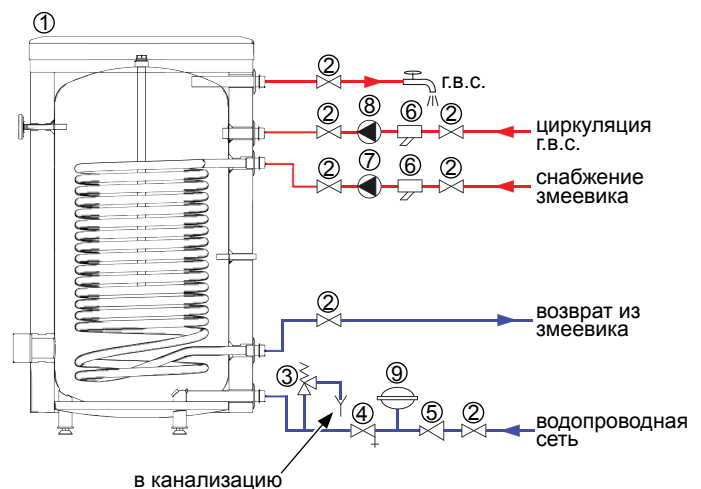 ①
② г.в.с.
② ⑧ ⑥ ② циркуляция
г.в.с.
② ⑦ ⑥ ② снабжение
змеевика
② возврат из
змеевика
③ ⑨
④ ⑤ ② водопроводная
сеть
в канализацию